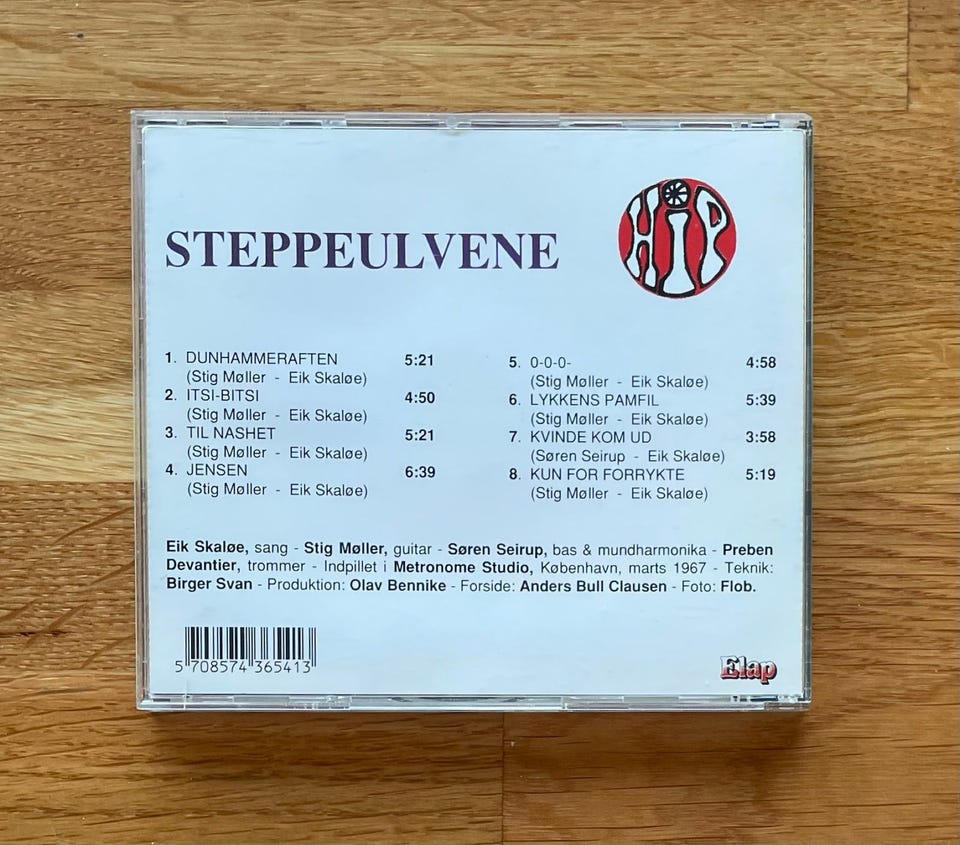 HIP
STEPPEULVENE
1. DUNHAMMERAFTEN 5:21
(Stig Møller - Eik Skaløe)
2. ITSI-BITSI 4:50
(Stig Møller - Eik Skaløe)
3. TIL NASHET 5:21
(Stig Møller - Eik Skaløe)
4. JENSEN 6:39
(Stig Møller - Eik Skaløe)
5. 0-0-0- 4:58
(Stig Møller - Eik Skaløe)
6. LYKKENS PAMFIL 5:39
(Stig Møller - Eik Skaløe)
7. KVINDE KOM UD 3:58
(Søren Seirup - Eik Skaløe)
8. KUN FOR FORRYKTE 5:19
(Stig Møller - Eik Skaløe)
Eik Skaløe, sang - Stig Møller, guitar - Søren Seirup, bas & mundharmonika - Preben
Devantier, trommer - Indpillet i Metronome Studio, København, marts 1967 - Teknik:
Birger Svan - Produktion: Olav Bennike - Forside: Anders Bull Clausen - Foto: Flob.
5 708574 365413
Elap